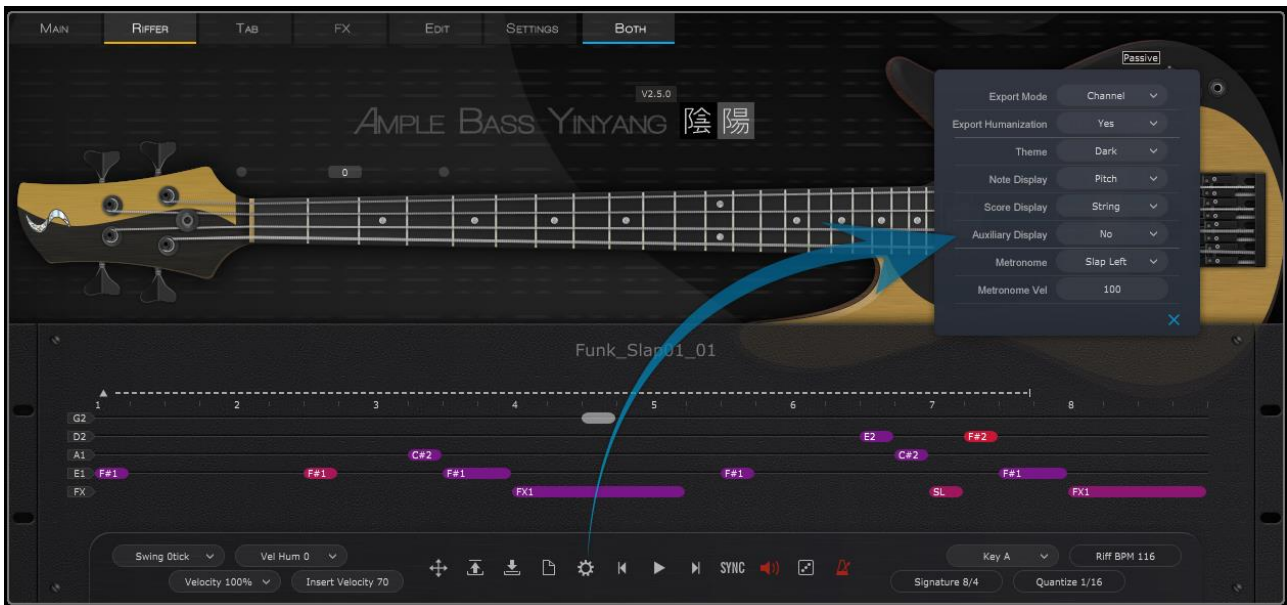 MAIN RIFFER TAB FX EDIT SETTINGS BOTH
Passive
V2.5.0
AMPLE BASS YINYANG 陰 陽
0
Export Mode Channel
Export Humanization Yes
Theme Dark
Note Display Pitch
Score Display String
Auxiliary Display No
Metronome Slap Left
Metronome Vel 100
Funk_Slap01_01
1 2 3 4 5 6 7 8
G2
D2 E2 F#2
A1 C#2 C#2
E1 F#1 F#1 F#1 F#1 F#1
FX FX1 SL FX1
Swing 0tick Vel Hum 0
Velocity 100% Insert Velocity 70
SYNC
Key A Riff BPM 116
Signature 8/4 Quantize 1/16